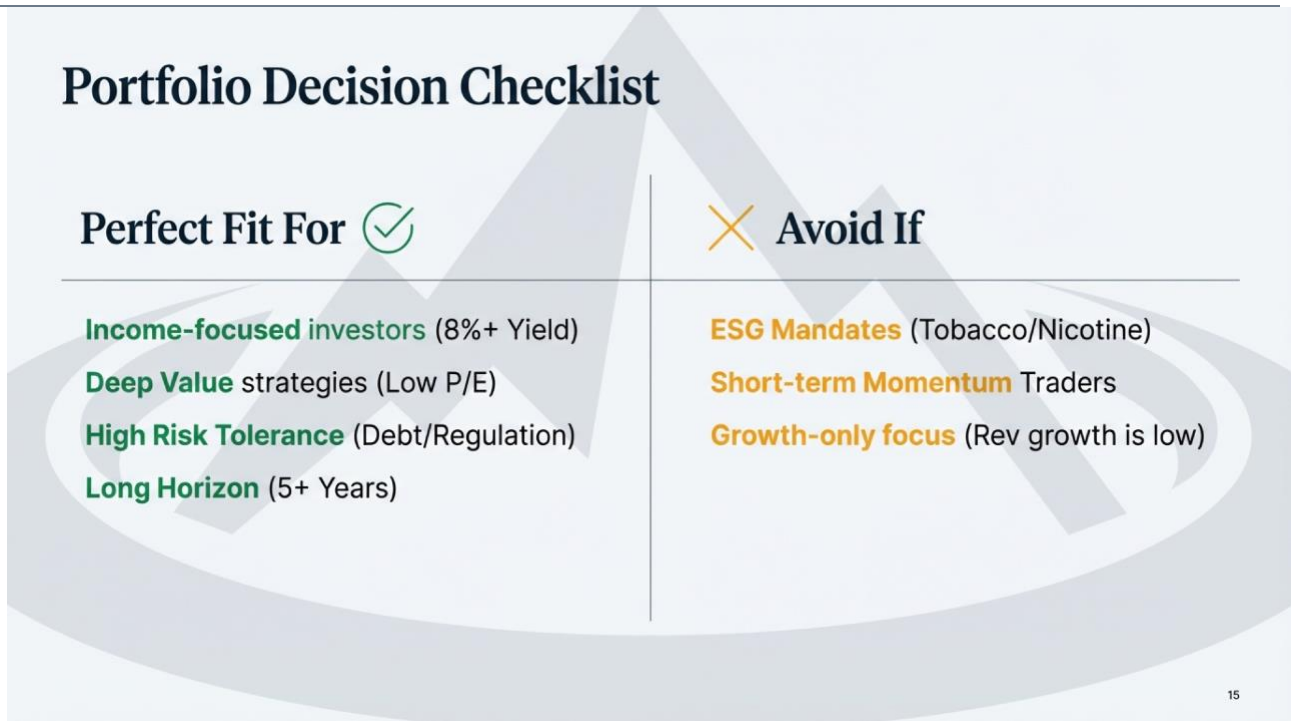 Portfolio Decision Checklist
Perfect Fit For
Income-focused investors (8%+ Yield)
Deep Value strategies (Low P/E)
High Risk Tolerance (Debt/Regulation)
Long Horizon (5+ Years)
Avoid If
ESG Mandates (Tobacco/Nicotine)
Short-term Momentum Traders
Growth-only focus (Rev growth is low)
15